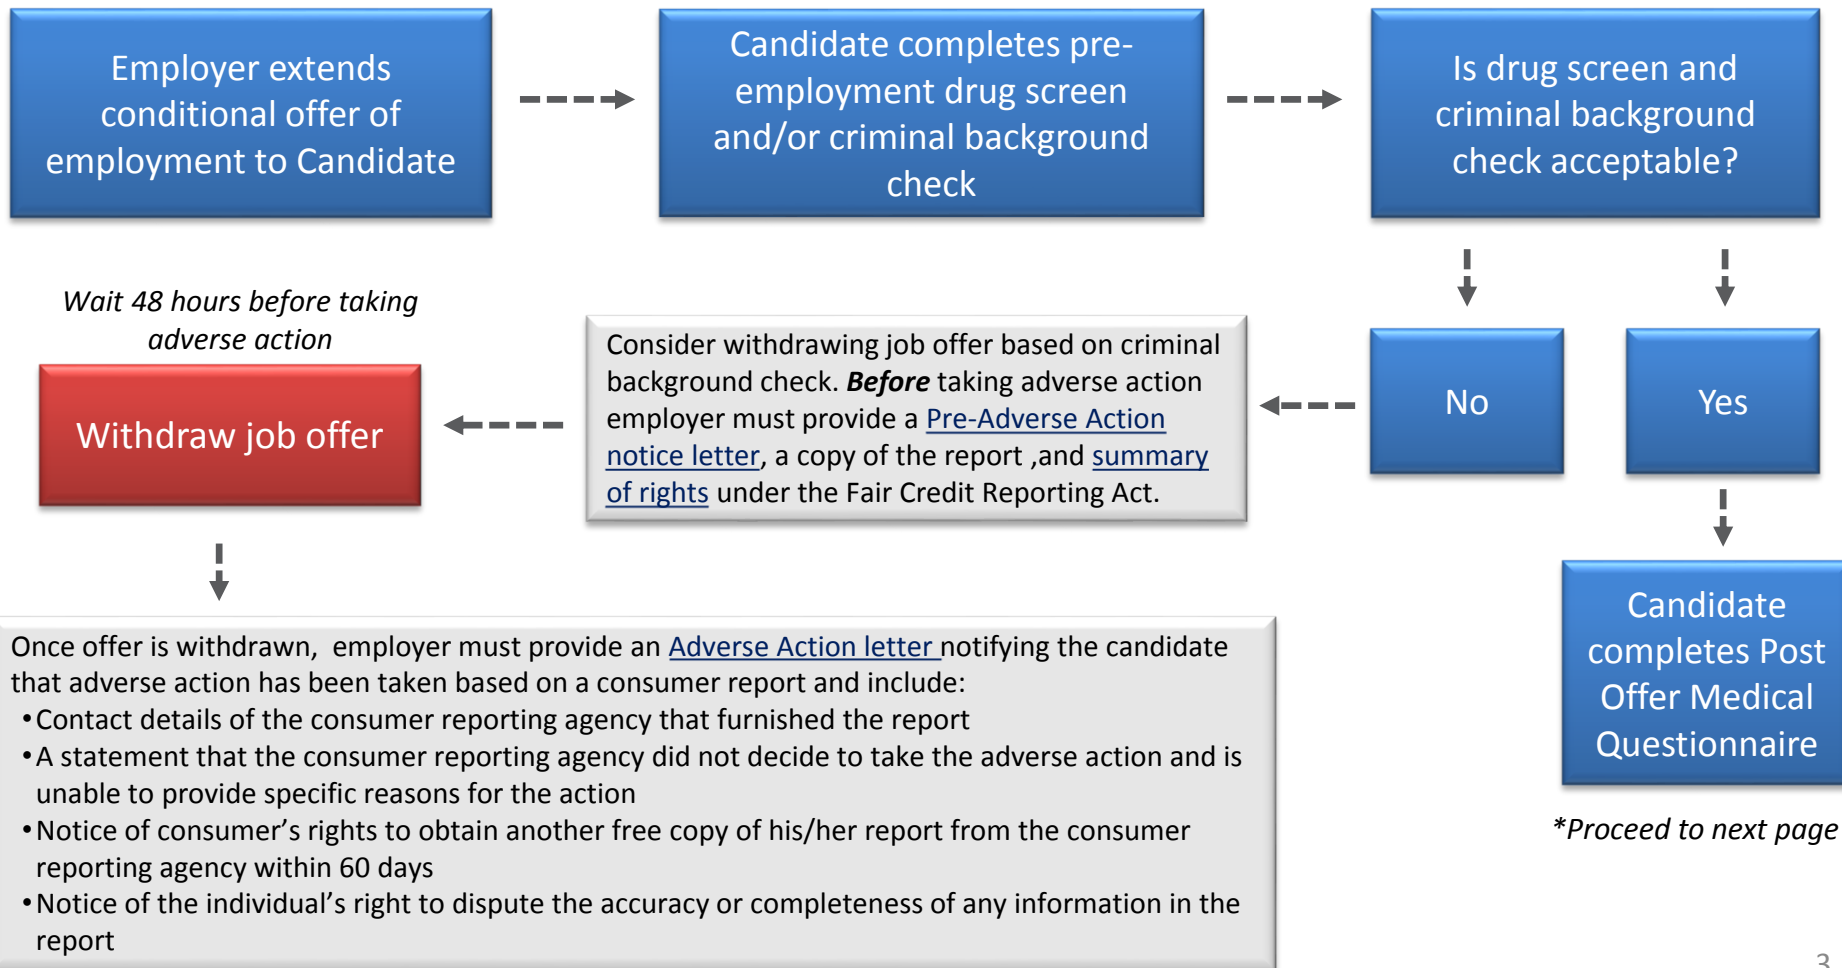 Employer extends
conditional offer of
employment to Candidate
Candidate completes pre-
employment drug screen
and/or criminal background
check
Is drug screen and
criminal background
check acceptable?
No
Yes
Consider withdrawing job offer based on criminal
background check. Before taking adverse action
employer must provide a Pre-Adverse Action
notice letter, a copy of the report ,and summary
of rights under the Fair Credit Reporting Act.
Wait 48 hours before taking
adverse action
Withdraw job offer
Once offer is withdrawn,  employer must provide an Adverse Action letter notifying the candidate
that adverse action has been taken based on a consumer report and include:
•Contact details of the consumer reporting agency that furnished the report
•A statement that the consumer reporting agency did not decide to take the adverse action and is
unable to provide specific reasons for the action
•Notice of consumer’s rights to obtain another free copy of his/her report from the consumer
reporting agency within 60 days
•Notice of the individual’s right to dispute the accuracy or completeness of any information in the
report
Candidate
completes Post
Offer Medical
Questionnaire
*Proceed to next page
3